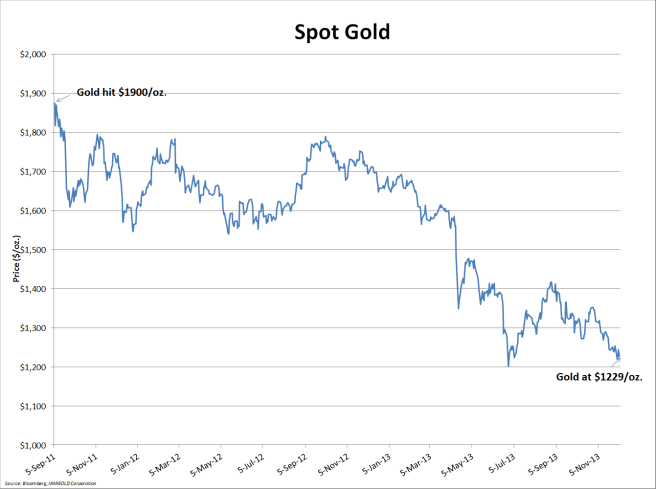 Spot Gold
$2,000
$1,900
$1,800
$1,700
$1,600
$1,500
$1,400
$1,300
$1,200
$1,100
$1,000
Price ($/oz.)
Gold hit $1900/oz.
Gold at $1229/oz.
5-Sep-11
5-Nov-11
5-Jan-12
5-Mar-12
5-May-12
5-Jul-12
5-Sep-12
5-Nov-12
5-Jan-13
5-Mar-13
5-May-13
5-Jul-13
5-Sep-13
5-Nov-13
Source: Bloomberg, IAMGOLD Corporation